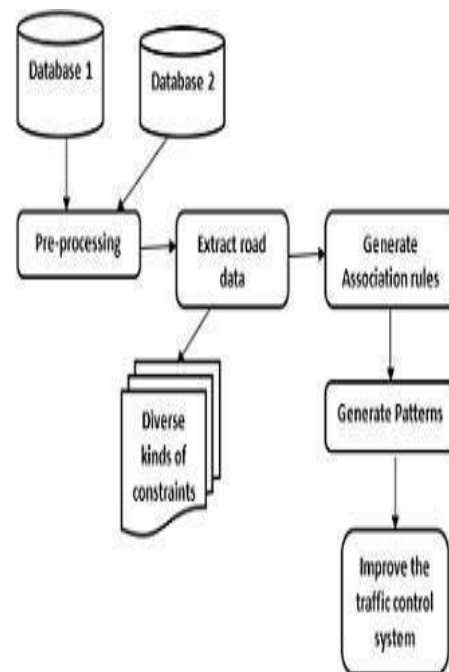 Database 1
Database 2
Pre-processing
Extract road
data
Generate
Association rules
Diverse
kinds of
constraints
Generate Patterns
Improve the
traffic control
system